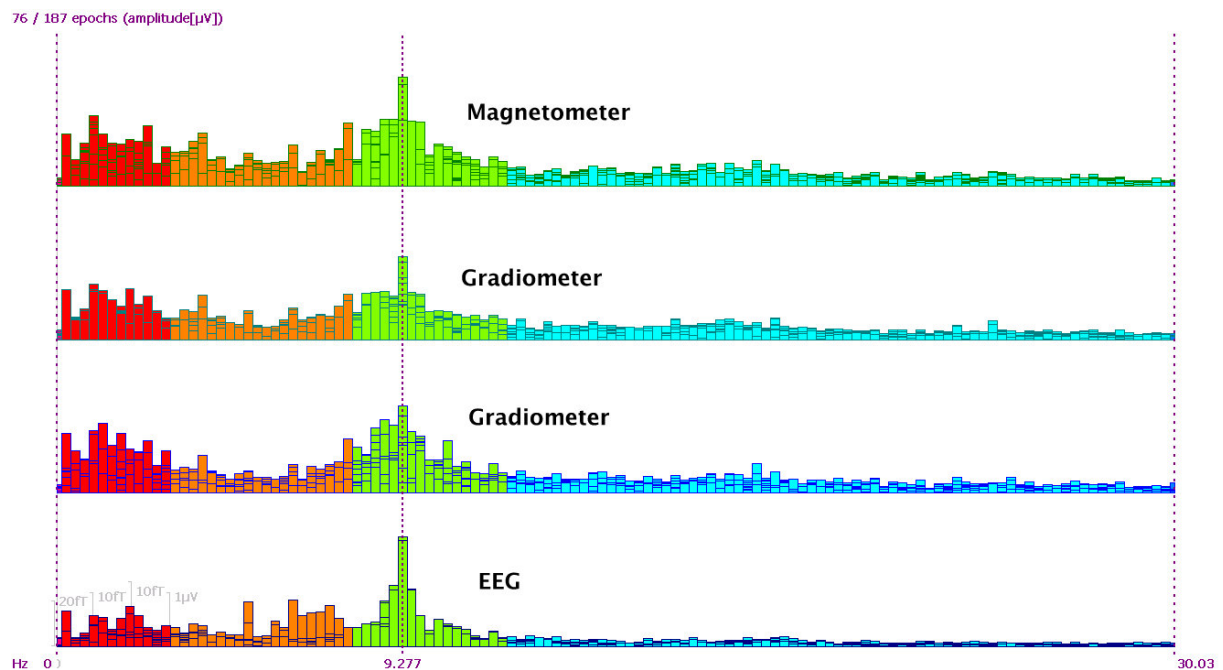 76 / 187 epochs (amplitude[µV])
Magnetometer
Gradiometer
Gradiometer
EEG
20fT 10fT 10fT 1µV
Hz 0 9.277 30.03